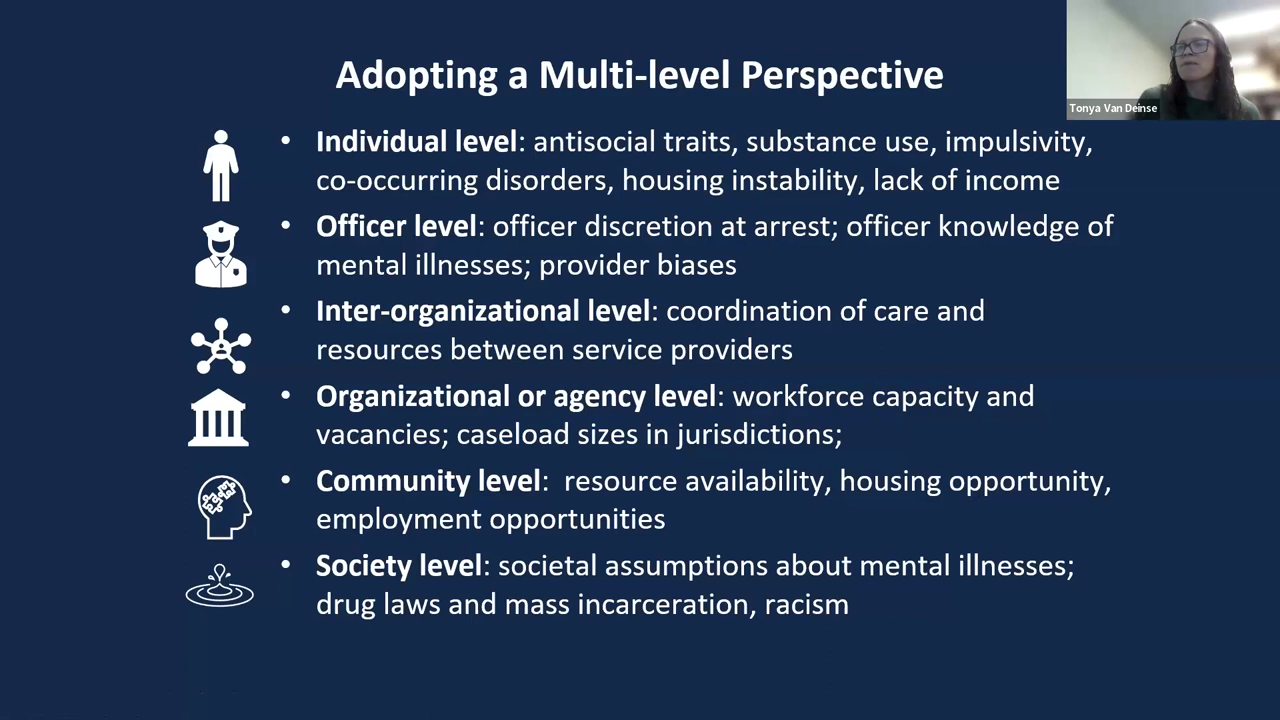 Adopting a Multi-level Perspective
Tonya Van Deinse
• Individual level: antisocial traits, substance use, impulsivity,
co-occurring disorders, housing instability, lack of income
• Officer level: officer discretion at arrest; officer knowledge of
mental illnesses; provider biases
• Inter-organizational level: coordination of care and
resources between service providers
• Organizational or agency level: workforce capacity and
vacancies; caseload sizes in jurisdictions;
• Community level:  resource availability, housing opportunity,
employment opportunities
• Society level: societal assumptions about mental illnesses;
drug laws and mass incarceration, racism